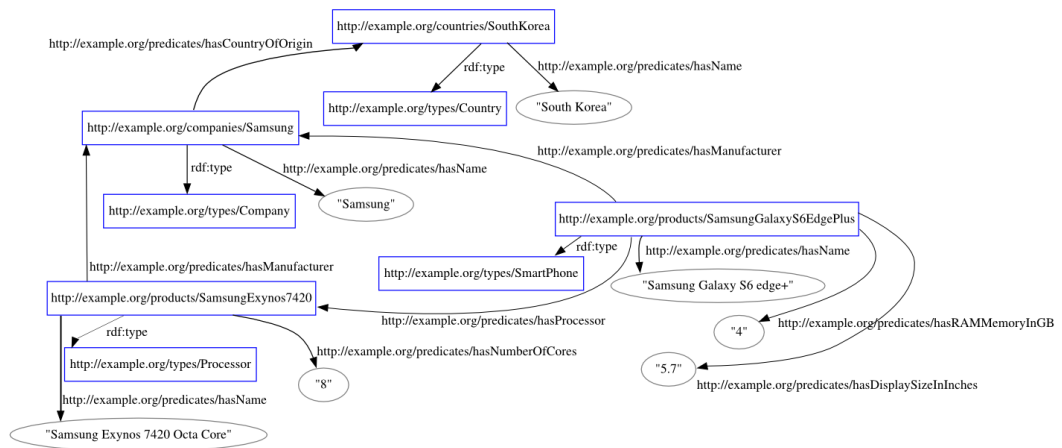 http://example.org/countries/SouthKorea
http://example.org/predicates/hasCountryOfOrigin
rdf:type
http://example.org/predicates/hasName
http://example.org/types/Country
"South Korea"
http://example.org/companies/Samsung
http://example.org/predicates/hasManufacturer
rdf:type
http://example.org/predicates/hasName
http://example.org/types/Company
"Samsung"
http://example.org/products/SamsungGalaxyS6EdgePlus
rdf:type
http://example.org/predicates/hasName
http://example.org/predicates/hasManufacturer
http://example.org/types/SmartPhone
"Samsung Galaxy S6 edge+"
http://example.org/products/SamsungExynos7420
http://example.org/predicates/hasProcessor
http://example.org/predicates/hasRAMMemoryInGB
rdf:type
"4"
http://example.org/predicates/hasNumberOfCores
http://example.org/types/Processor
"5.7"
"8"
http://example.org/predicates/hasDisplaySizeInInches
http://example.org/predicates/hasName
"Samsung Exynos 7420 Octa Core"